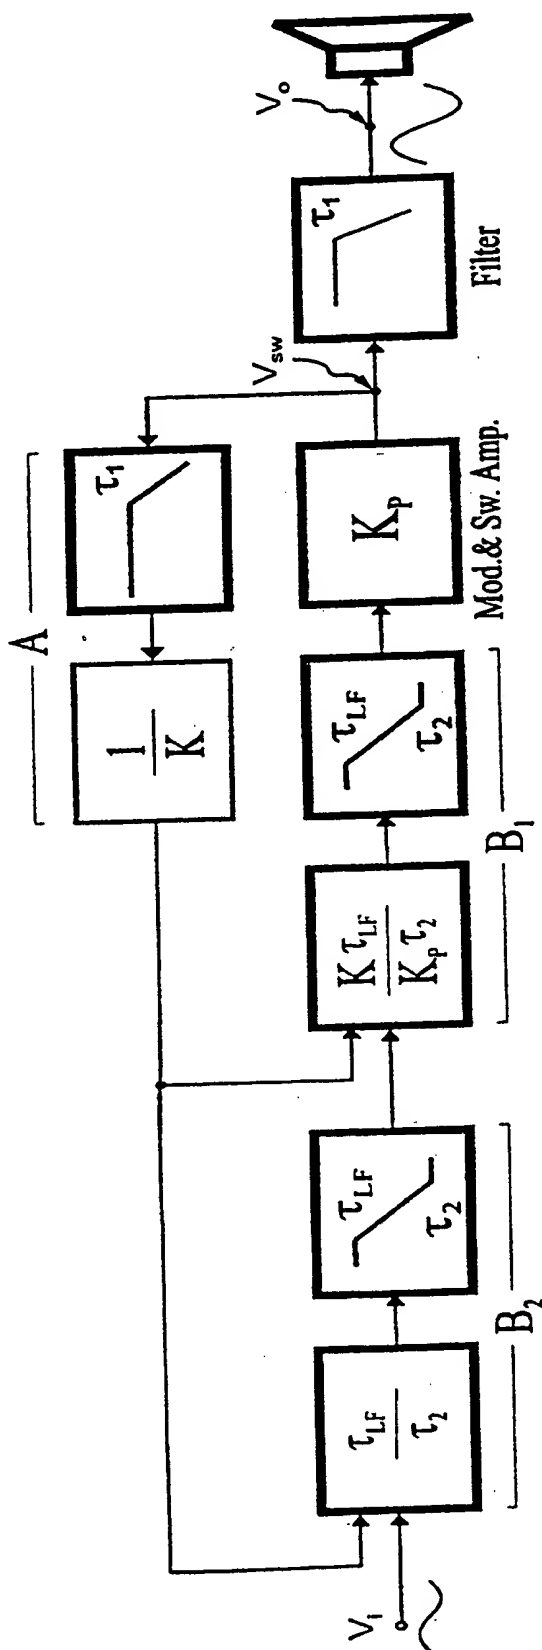 A
1
K
τ₁
V_sw
V_o
V_i
τ_LF
τ₂
τ_LF
τ₂
K τ_LF
K_p τ₂
τ_LF
τ₂
K_p
τ₁
B₂
B₁
Mod.& Sw. Amp.
Filter